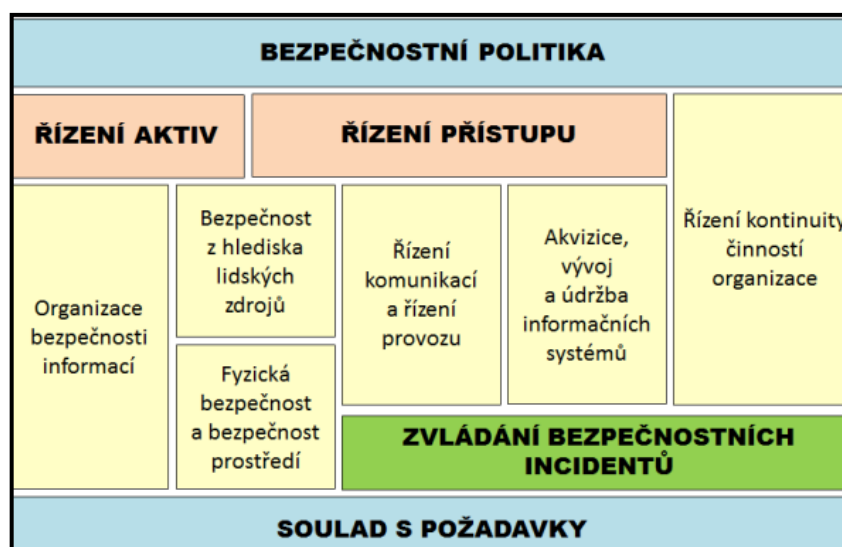 BEZPEČNOSTNÍ POLITIKA
ŘÍZENÍ AKTIV
ŘÍZENÍ PŘÍSTUPU
Řízení kontinuity
činností
organizace
Organizace
bezpečnosti
informací
Bezpečnost
z hlediska
lidských
zdrojů
Fyzická
bezpečnost
a bezpečnost
prostředí
Řízení
komunikací
a řízení
provozu
Akvizice,
vývoj
a údržba
informačních
systémů
ZVLÁDÁNÍ BEZPEČNOSTNÍCH
INCIDENTŮ
SOULAD S POŽADAVKY